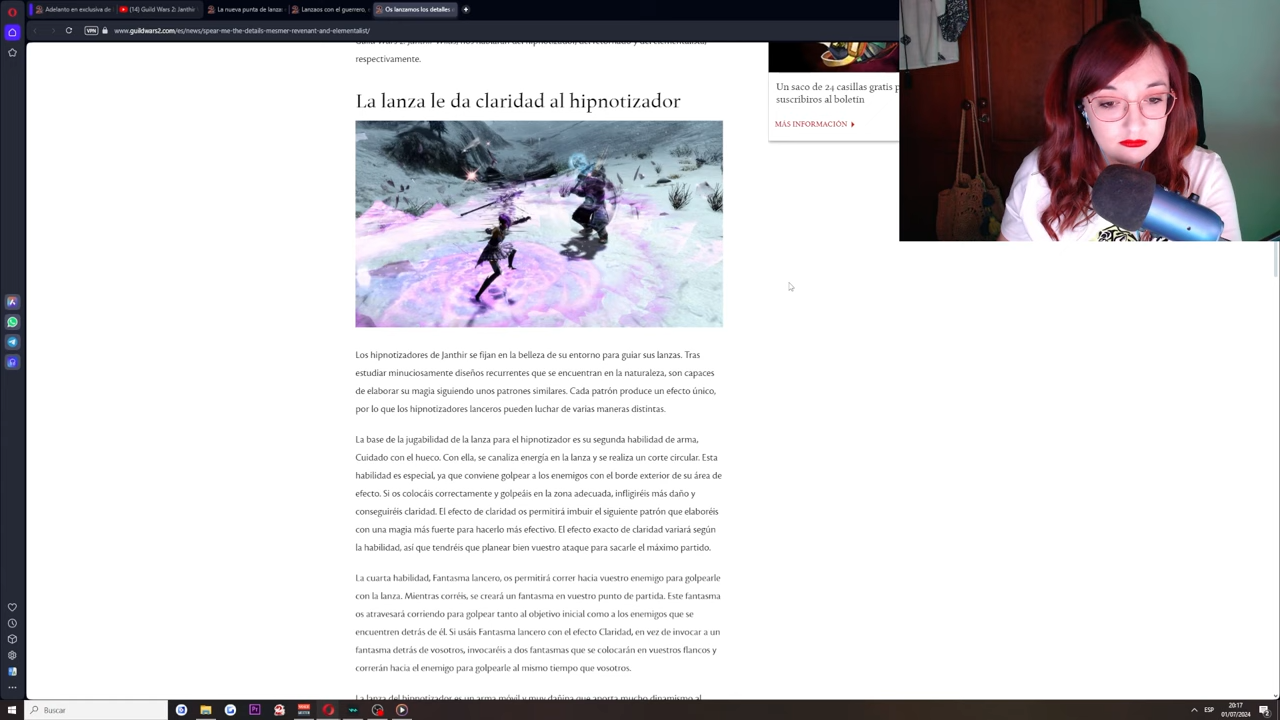 Adelanto en exclusiva de
(14) Guild Wars 2: Janthir
La nueva punta de lanza:
Lanzaos con el guerrero,
Os lanzamos los detalles
VPN
www.guildwars2.com/es/news/spear-me-the-details-mesmer-revenant-and-elementalist/
respectivamente.
La lanza le da claridad al hipnotizador
Un saco de 24 casillas gratis p
suscribiros al boletín
MÁS INFORMACIÓN
Los hipnotizadores de Janthir se fijan en la belleza de su entorno para guiar sus lanzas. Tras
estudiar minuciosamente diseños recurrentes que se encuentran en la naturaleza, son capaces
de elaborar su magia siguiendo unos patrones similares. Cada patrón produce un efecto único,
por lo que los hipnotizadores lanceros pueden luchar de varias maneras distintas.
La base de la jugabilidad de la lanza para el hipnotizador es su segunda habilidad de arma,
Cuidado con el hueco. Con ella, se canaliza energía en la lanza y se realiza un corte circular. Esta
habilidad es especial, ya que conviene golpear a los enemigos con el borde exterior de su área de
efecto. Si os colocáis correctamente y golpeáis en la zona adecuada, infligiréis más daño y
conseguiréis claridad. El efecto de claridad os permitirá imbuir el siguiente patrón que elaboréis
con una magia más fuerte para hacerlo más efectivo. El efecto exacto de claridad variará según
la habilidad, así que tendréis que planear bien vuestro ataque para sacarle el máximo partido.
La cuarta habilidad, Fantasma lancero, os permitirá correr hacia vuestro enemigo para golpearle
con la lanza. Mientras corréis, se creará un fantasma en vuestro punto de partida. Este fantasma
os atravesará corriendo para golpear tanto al objetivo inicial como a los enemigos que se
encuentren detrás de él. Si usáis Fantasma lancero con el efecto Claridad, en vez de invocar a un
fantasma detrás de vosotros, invocaréis a dos fantasmas que se colocarán en vuestros flancos y
correrán hacia el enemigo para golpearle al mismo tiempo que vosotros.
La lanza del hipnotizador es un arma móvil y muy dañina que aporta mucho dinamismo al
Buscar
ESP
20:17
01/07/2024